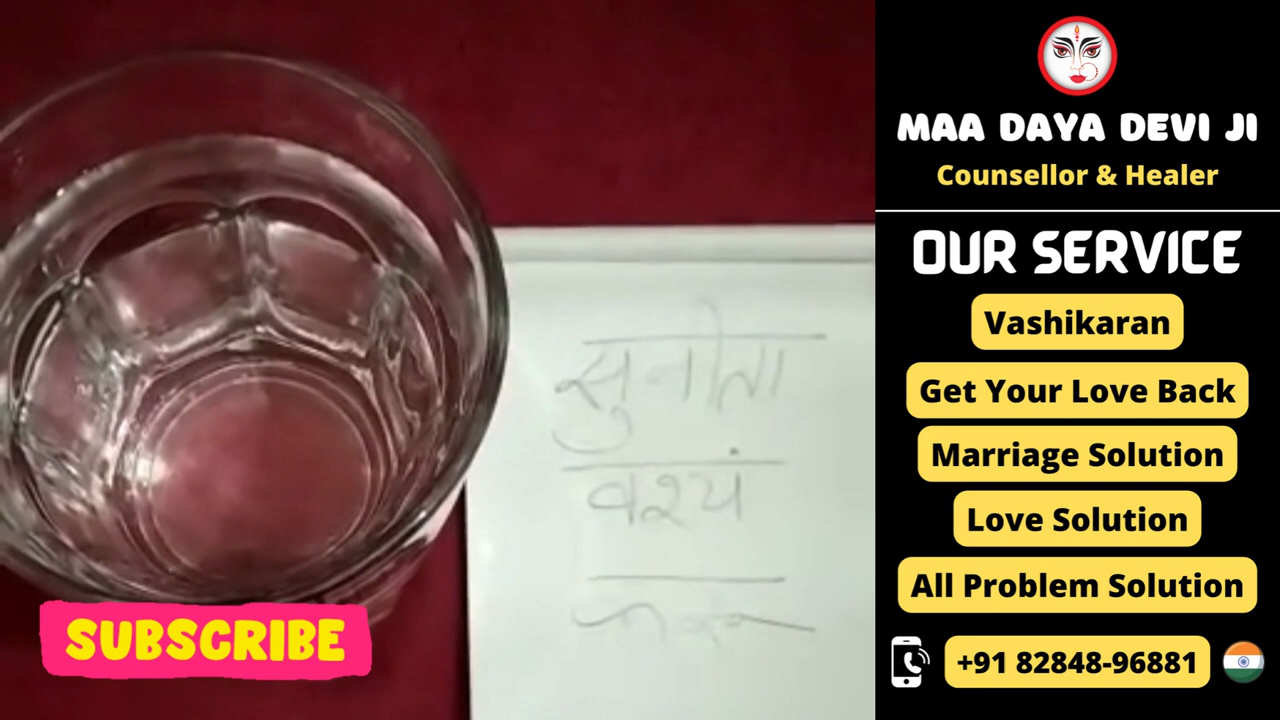 सुनीता
वश्यं
MAA DAYA DEVI JI
Counsellor & Healer
OUR SERVICE
Vashikaran
Get Your Love Back
Marriage Solution
Love Solution
All Problem Solution
+91 82848-96881
SUBSCRIBE